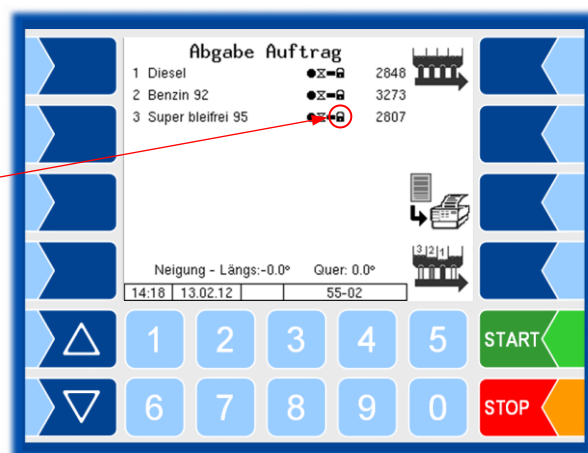 Abgabe Auftrag
1 Diesel 2848
2 Benzin 92 3273
3 Super bleifrei 95 2807
3 2 1
Neigung - Längs:-0.0° Quer: 0.0°
14:18 13.02.12 55-02
1 2 3 4 5 START
6 7 8 9 0 STOP